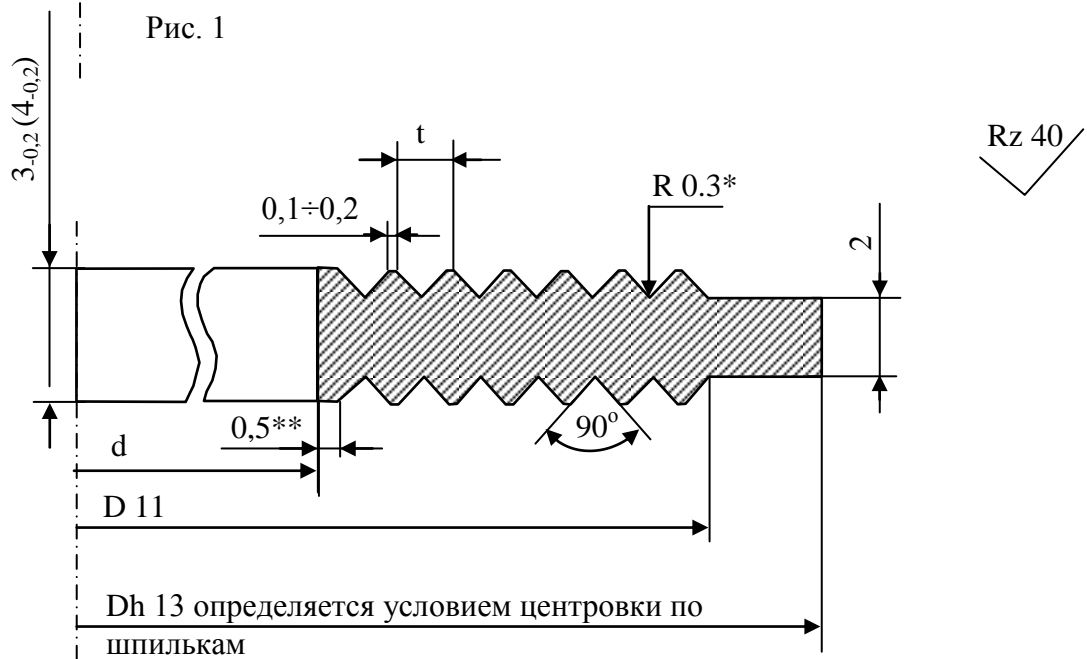 Рис. 1
3-0,2 (4-0,2)
t
Rz 40
R 0.3*
0,1÷0,2
2
0,5**
90°
d
D 11
Dh 13 определяется условием центровки по
шпилькам